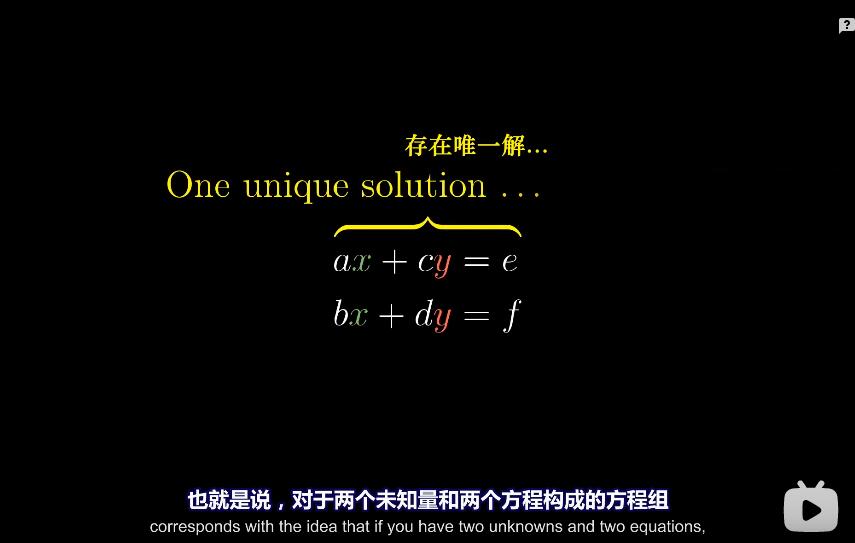 ?
存在唯一解...
One unique solution ...
ax + cy = e
bx + dy = f
也就是说，对于两个未知量和两个方程构成的方程组
corresponds with the idea that if you have two unknowns and two equations,